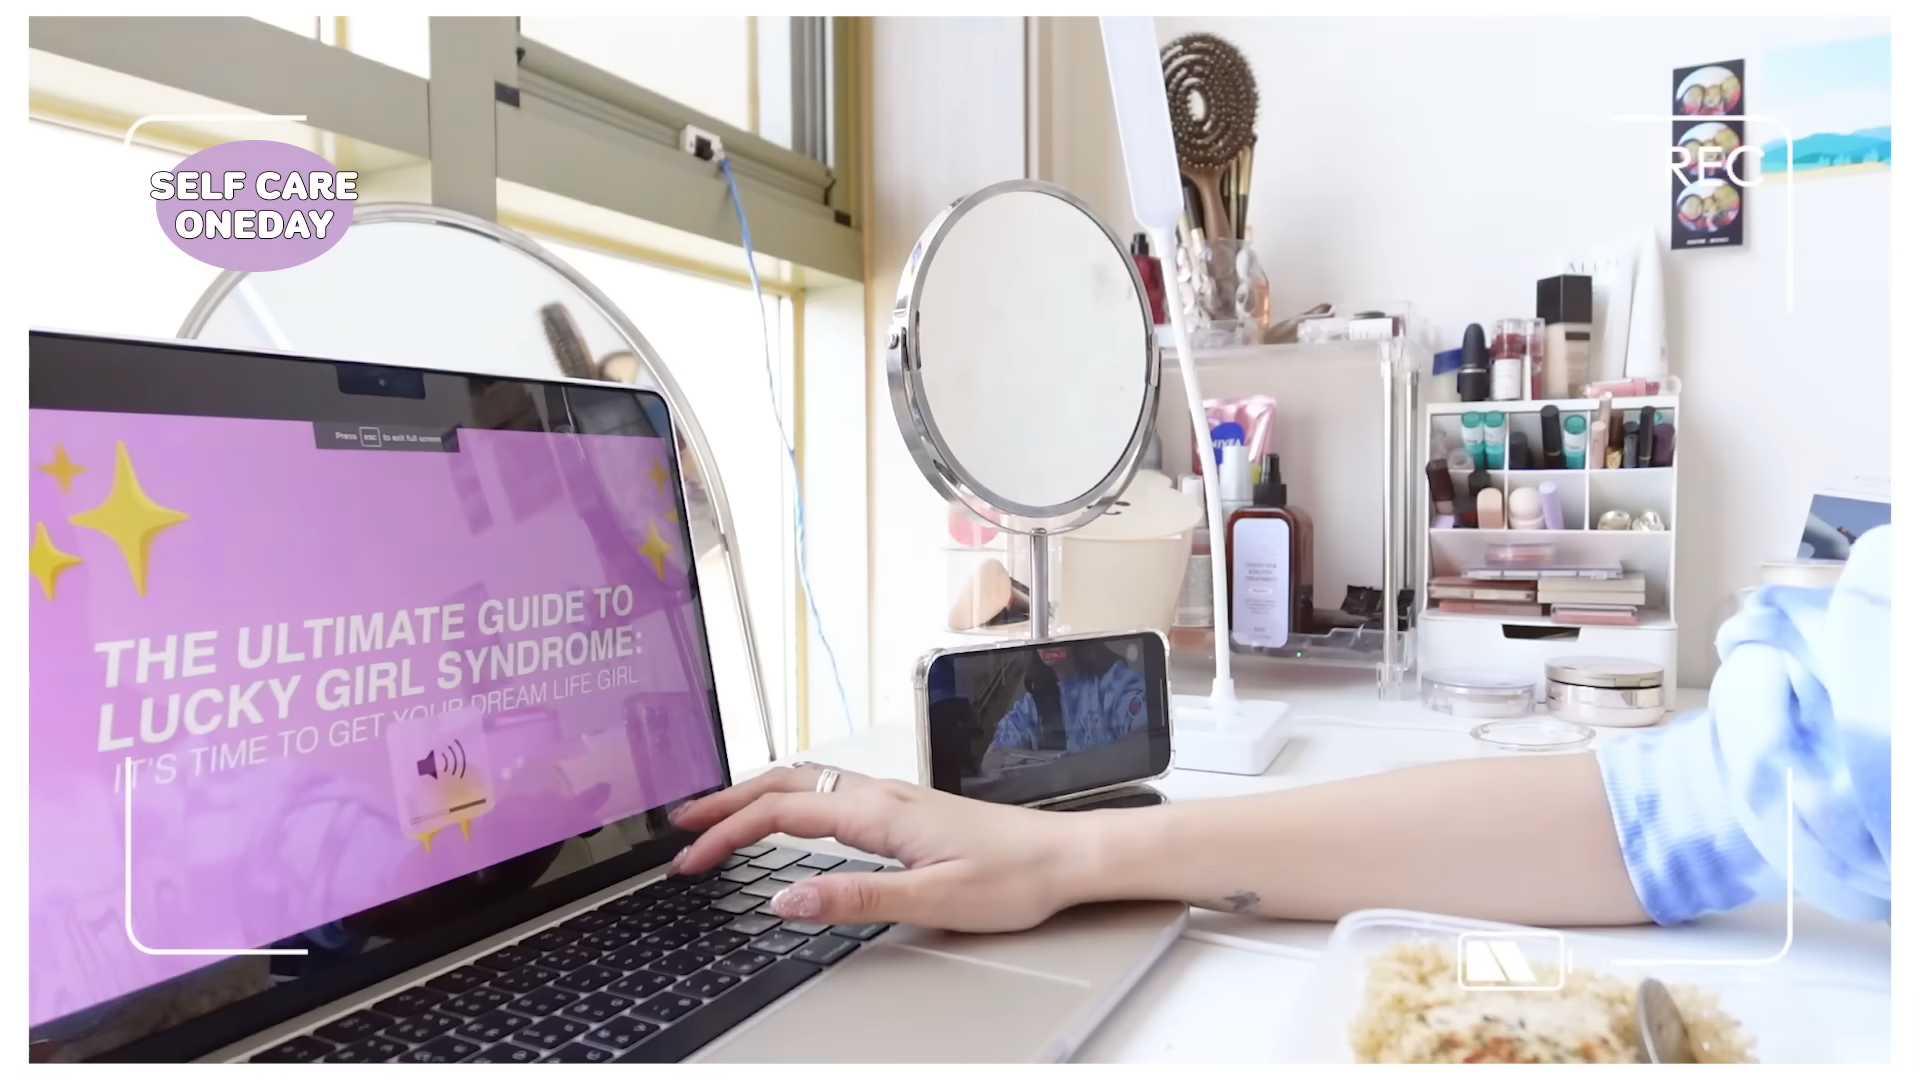 SELF CARE
ONEDAY
REC
Press esc to exit full screen
THE ULTIMATE GUIDE TO
LUCKY GIRL SYNDROME:
IT'S TIME TO GET YOUR DREAM LIFE GIRL
NIVEA